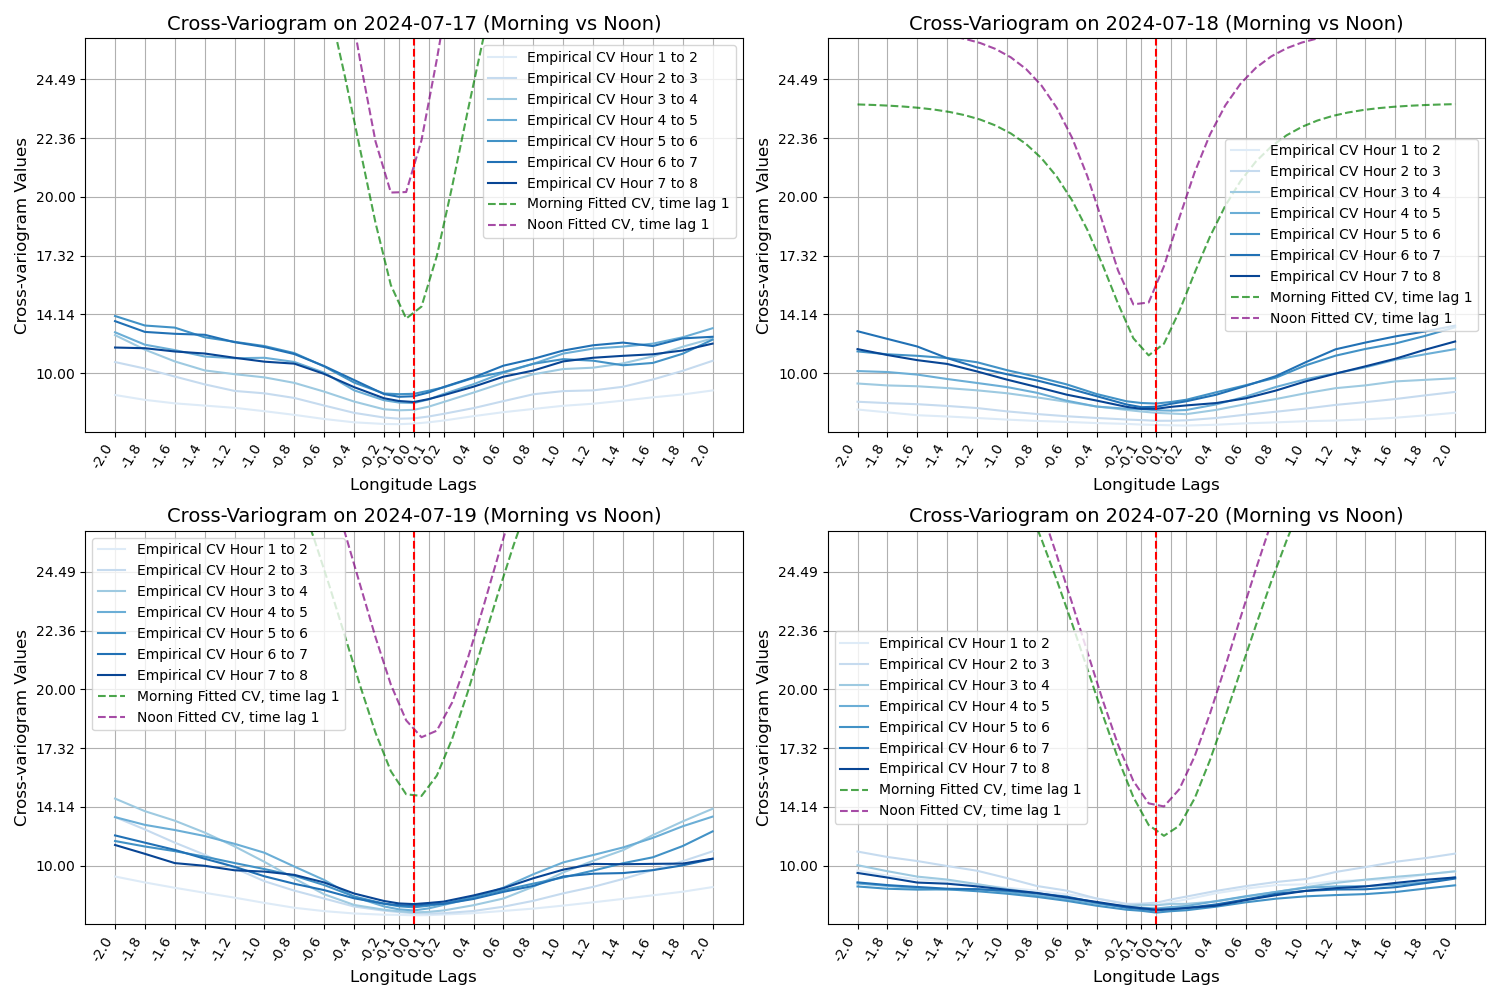 Cross-Variogram on 2024-07-17 (Morning vs Noon)
Cross-variogram Values
24.49
22.36
20.00
17.32
14.14
10.00
Empirical CV Hour 1 to 2
Empirical CV Hour 2 to 3
Empirical CV Hour 3 to 4
Empirical CV Hour 4 to 5
Empirical CV Hour 5 to 6
Empirical CV Hour 6 to 7
Empirical CV Hour 7 to 8
Morning Fitted CV, time lag 1
Noon Fitted CV, time lag 1
-2.0 -1.8 -1.6 -1.4 -1.2 -1.0 -0.8 -0.6 -0.4 -0.2 -0.1 0.0 0.1 0.2 0.4 0.6 0.8 1.0 1.2 1.4 1.6 1.8 2.0
Longitude Lags
Cross-Variogram on 2024-07-18 (Morning vs Noon)
Cross-variogram Values
24.49
22.36
20.00
17.32
14.14
10.00
Empirical CV Hour 1 to 2
Empirical CV Hour 2 to 3
Empirical CV Hour 3 to 4
Empirical CV Hour 4 to 5
Empirical CV Hour 5 to 6
Empirical CV Hour 6 to 7
Empirical CV Hour 7 to 8
Morning Fitted CV, time lag 1
Noon Fitted CV, time lag 1
-2.0 -1.8 -1.6 -1.4 -1.2 -1.0 -0.8 -0.6 -0.4 -0.2 -0.1 0.0 0.1 0.2 0.4 0.6 0.8 1.0 1.2 1.4 1.6 1.8 2.0
Longitude Lags
Cross-Variogram on 2024-07-19 (Morning vs Noon)
Cross-variogram Values
24.49
22.36
20.00
17.32
14.14
10.00
Empirical CV Hour 1 to 2
Empirical CV Hour 2 to 3
Empirical CV Hour 3 to 4
Empirical CV Hour 4 to 5
Empirical CV Hour 5 to 6
Empirical CV Hour 6 to 7
Empirical CV Hour 7 to 8
Morning Fitted CV, time lag 1
Noon Fitted CV, time lag 1
-2.0 -1.8 -1.6 -1.4 -1.2 -1.0 -0.8 -0.6 -0.4 -0.2 -0.1 0.0 0.1 0.2 0.4 0.6 0.8 1.0 1.2 1.4 1.6 1.8 2.0
Longitude Lags
Cross-Variogram on 2024-07-20 (Morning vs Noon)
Cross-variogram Values
24.49
22.36
20.00
17.32
14.14
10.00
Empirical CV Hour 1 to 2
Empirical CV Hour 2 to 3
Empirical CV Hour 3 to 4
Empirical CV Hour 4 to 5
Empirical CV Hour 5 to 6
Empirical CV Hour 6 to 7
Empirical CV Hour 7 to 8
Morning Fitted CV, time lag 1
Noon Fitted CV, time lag 1
-2.0 -1.8 -1.6 -1.4 -1.2 -1.0 -0.8 -0.6 -0.4 -0.2 -0.1 0.0 0.1 0.2 0.4 0.6 0.8 1.0 1.2 1.4 1.6 1.8 2.0
Longitude Lags